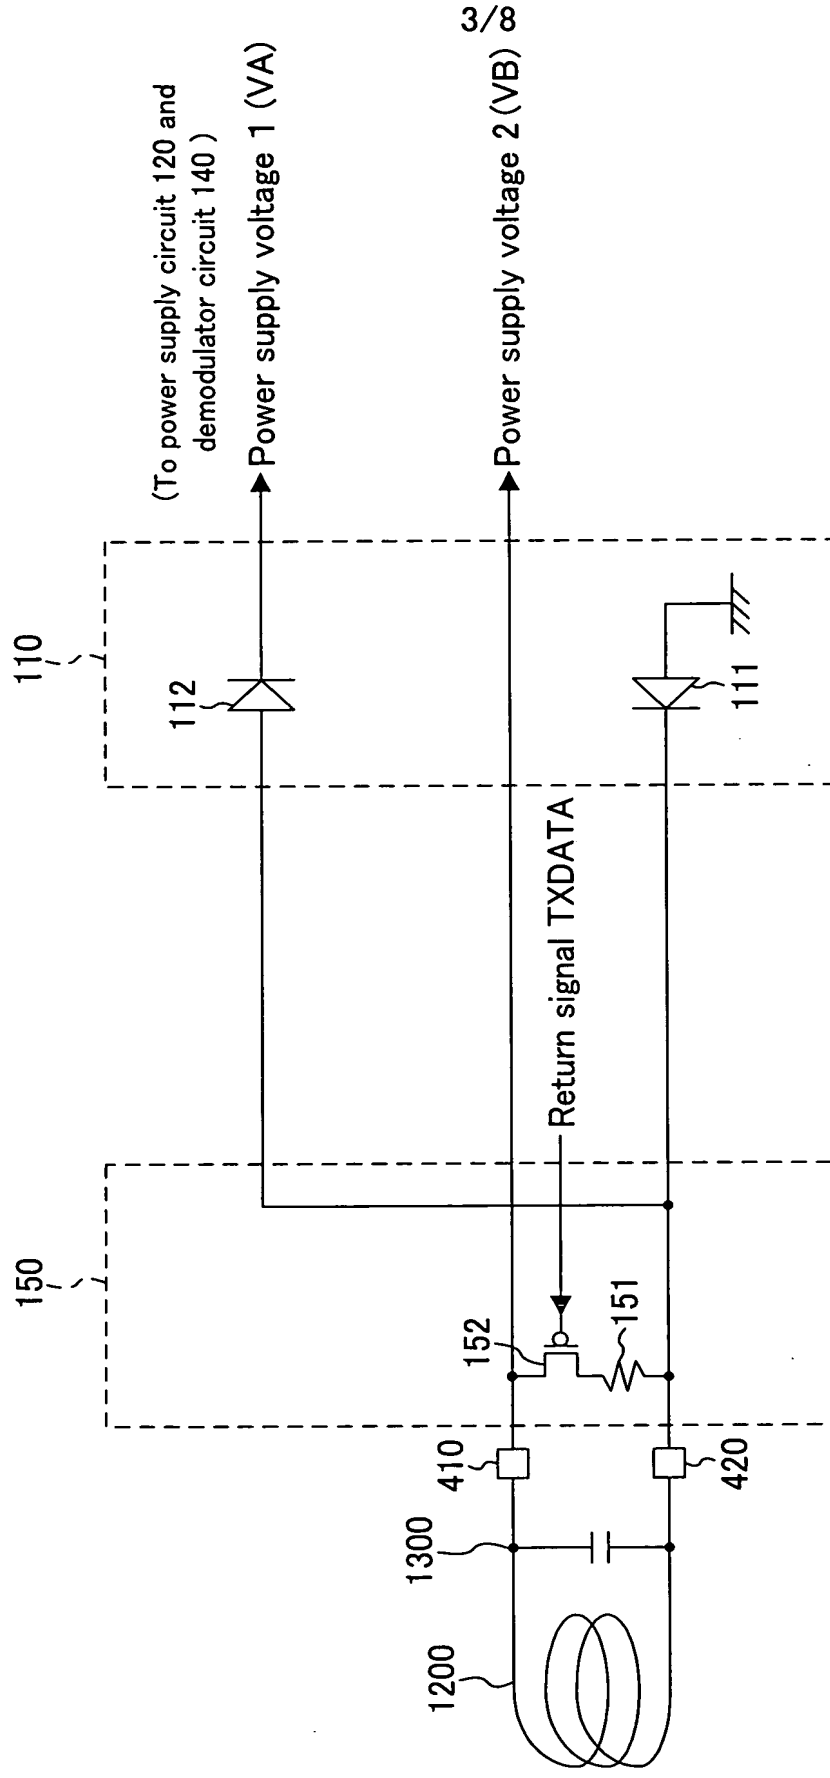 3/8
(To power supply circuit 120 and
demodulator circuit 140 )
Power supply voltage 1 (VA)
Power supply voltage 2 (VB)
110
112
111
Return signal TXDATA
150
152
151
410
420
1300
1200